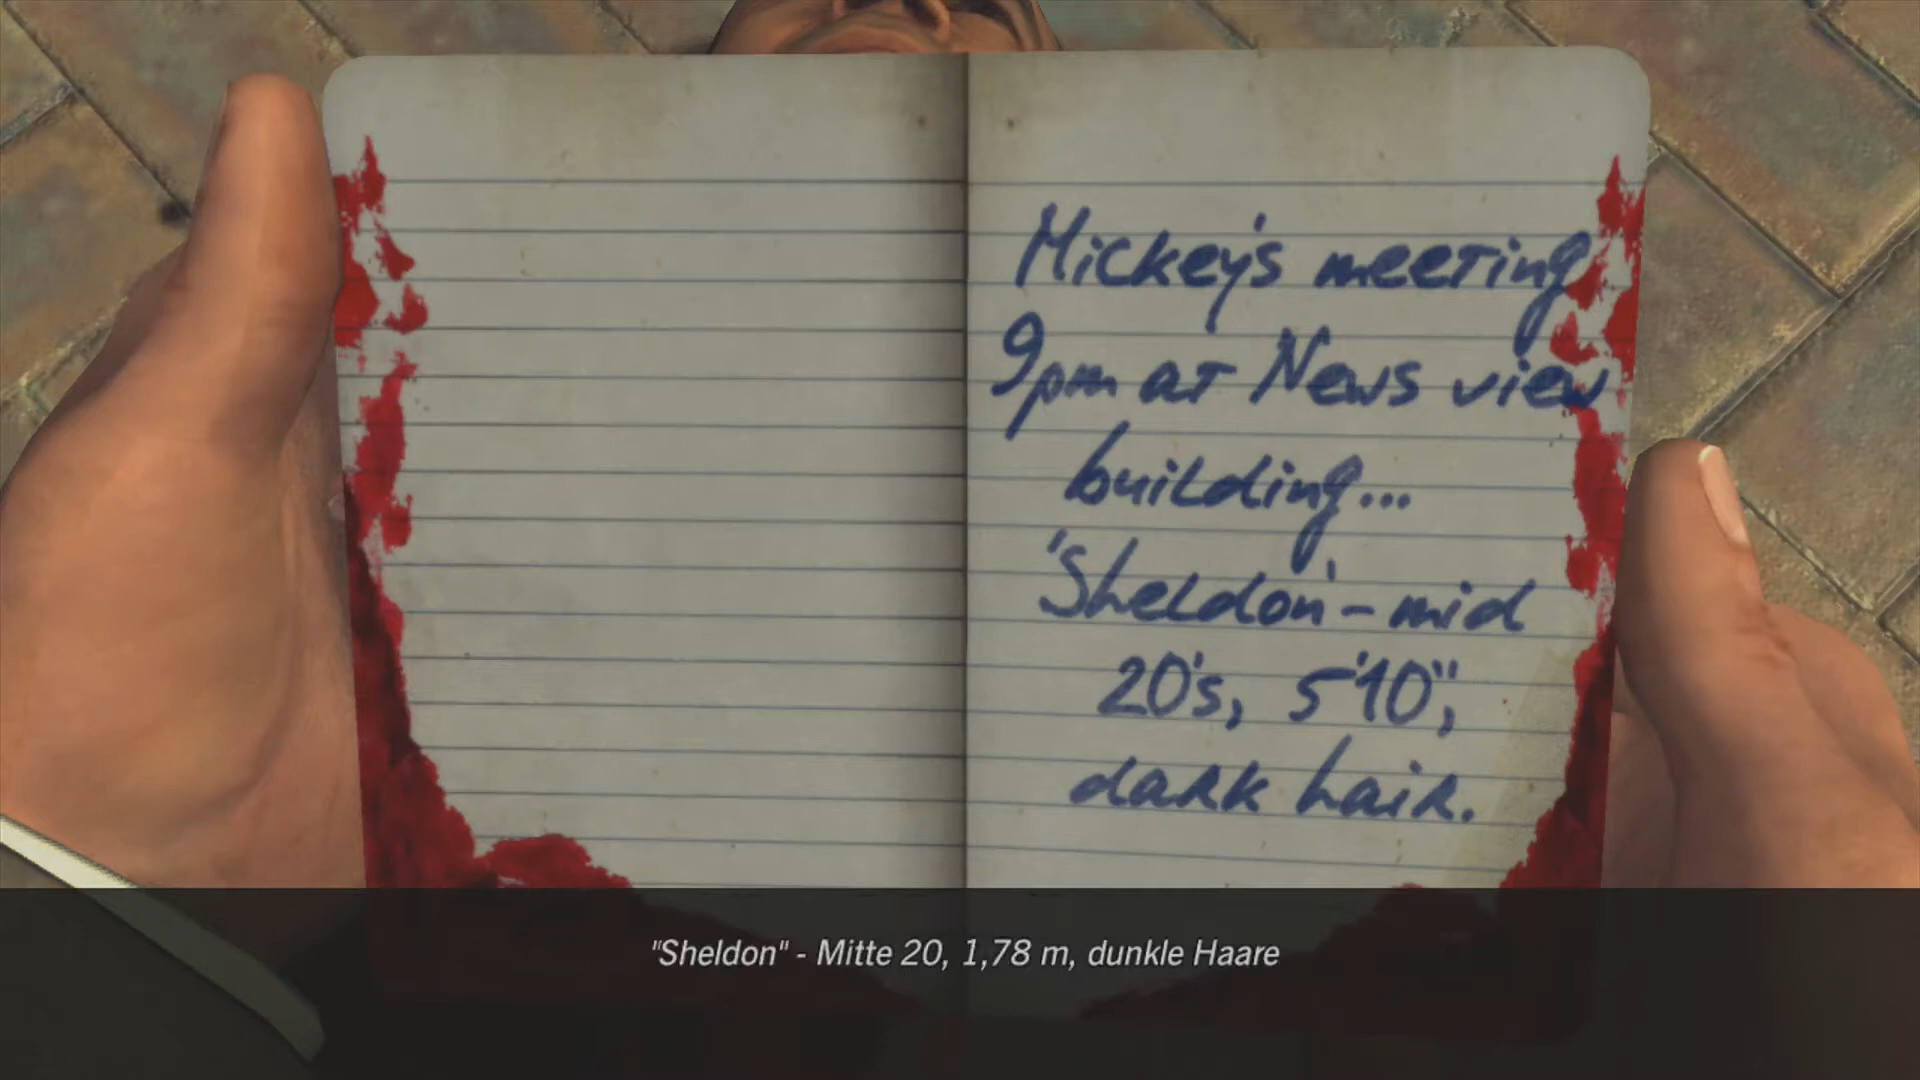 Mickey's meeting
9pm at News view
building...
'Sheldon' - mid
20's, 5'10",
dark hair.
"Sheldon" - Mitte 20, 1,78 m, dunkle Haare